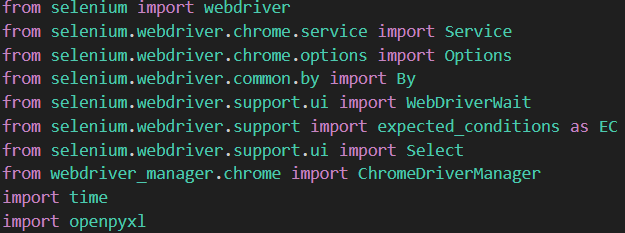 from selenium import webdriver
from selenium.webdriver.chrome.service import Service
from selenium.webdriver.chrome.options import Options
from selenium.webdriver.common.by import By
from selenium.webdriver.support.ui import WebDriverWait
from selenium.webdriver.support import expected_conditions as EC
from selenium.webdriver.support.ui import Select
from webdriver_manager.chrome import ChromeDriverManager
import time
import openpyxl